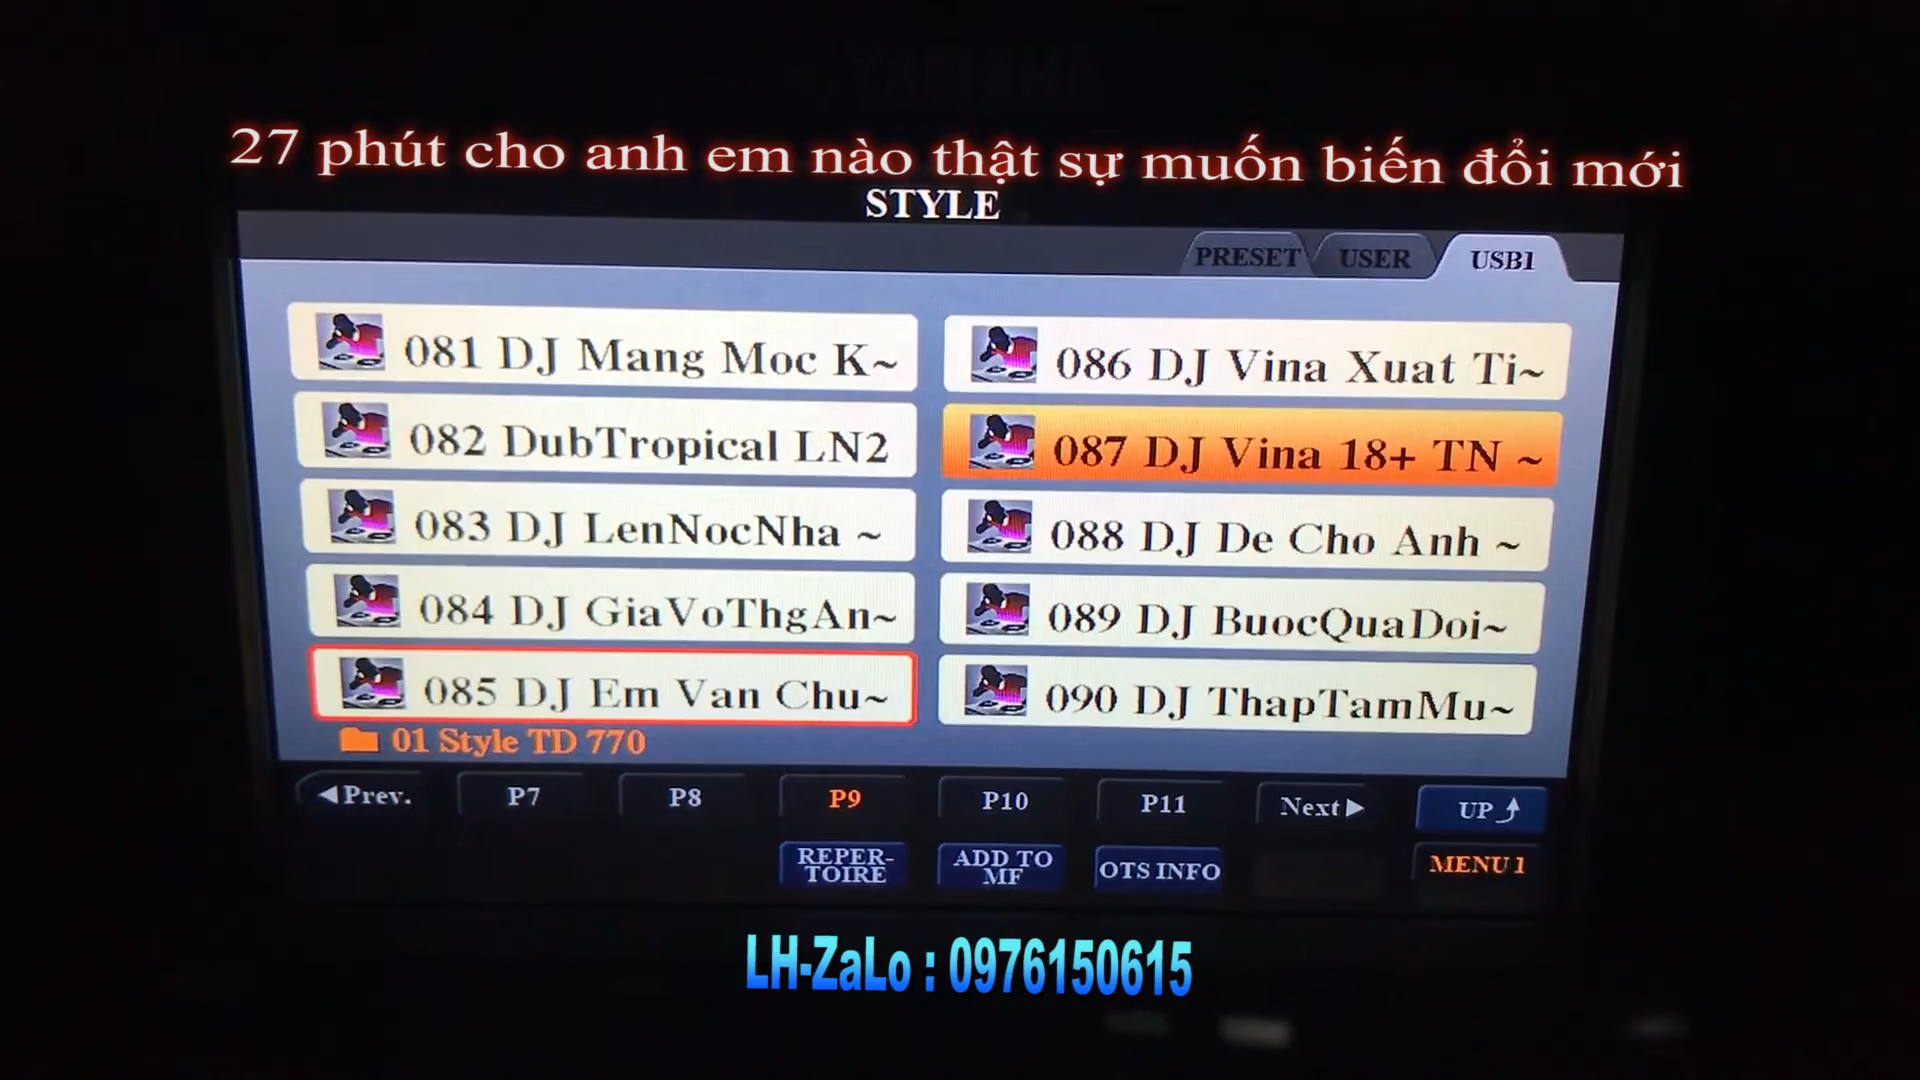 YAMAHA
27 phút cho anh em nào thật sự muốn biến đổi mới
STYLE
PRESET USER USB1
081 DJ Mang Moc K~
082 DubTropical LN2
083 DJ LenNocNha ~
084 DJ GiaVoThgAn~
085 DJ Em Van Chu~
086 DJ Vina Xuat Ti~
087 DJ Vina 18+ TN ~
088 DJ De Cho Anh ~
089 DJ BuocQuaDoi~
090 DJ ThapTamMu~
01 Style TD 770
Prev. P7 P8 P9 P10 P11 Next UP
REPER-
TOIRE
ADD TO
MF
OTS INFO
MENU 1
LH-ZaLo : 0976150615